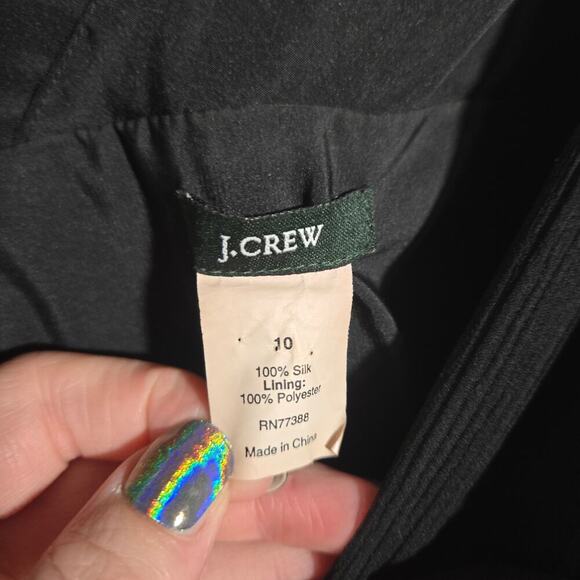 J.CREW
10
100% Silk
Lining:
100% Polyester
RN77388
Made in China